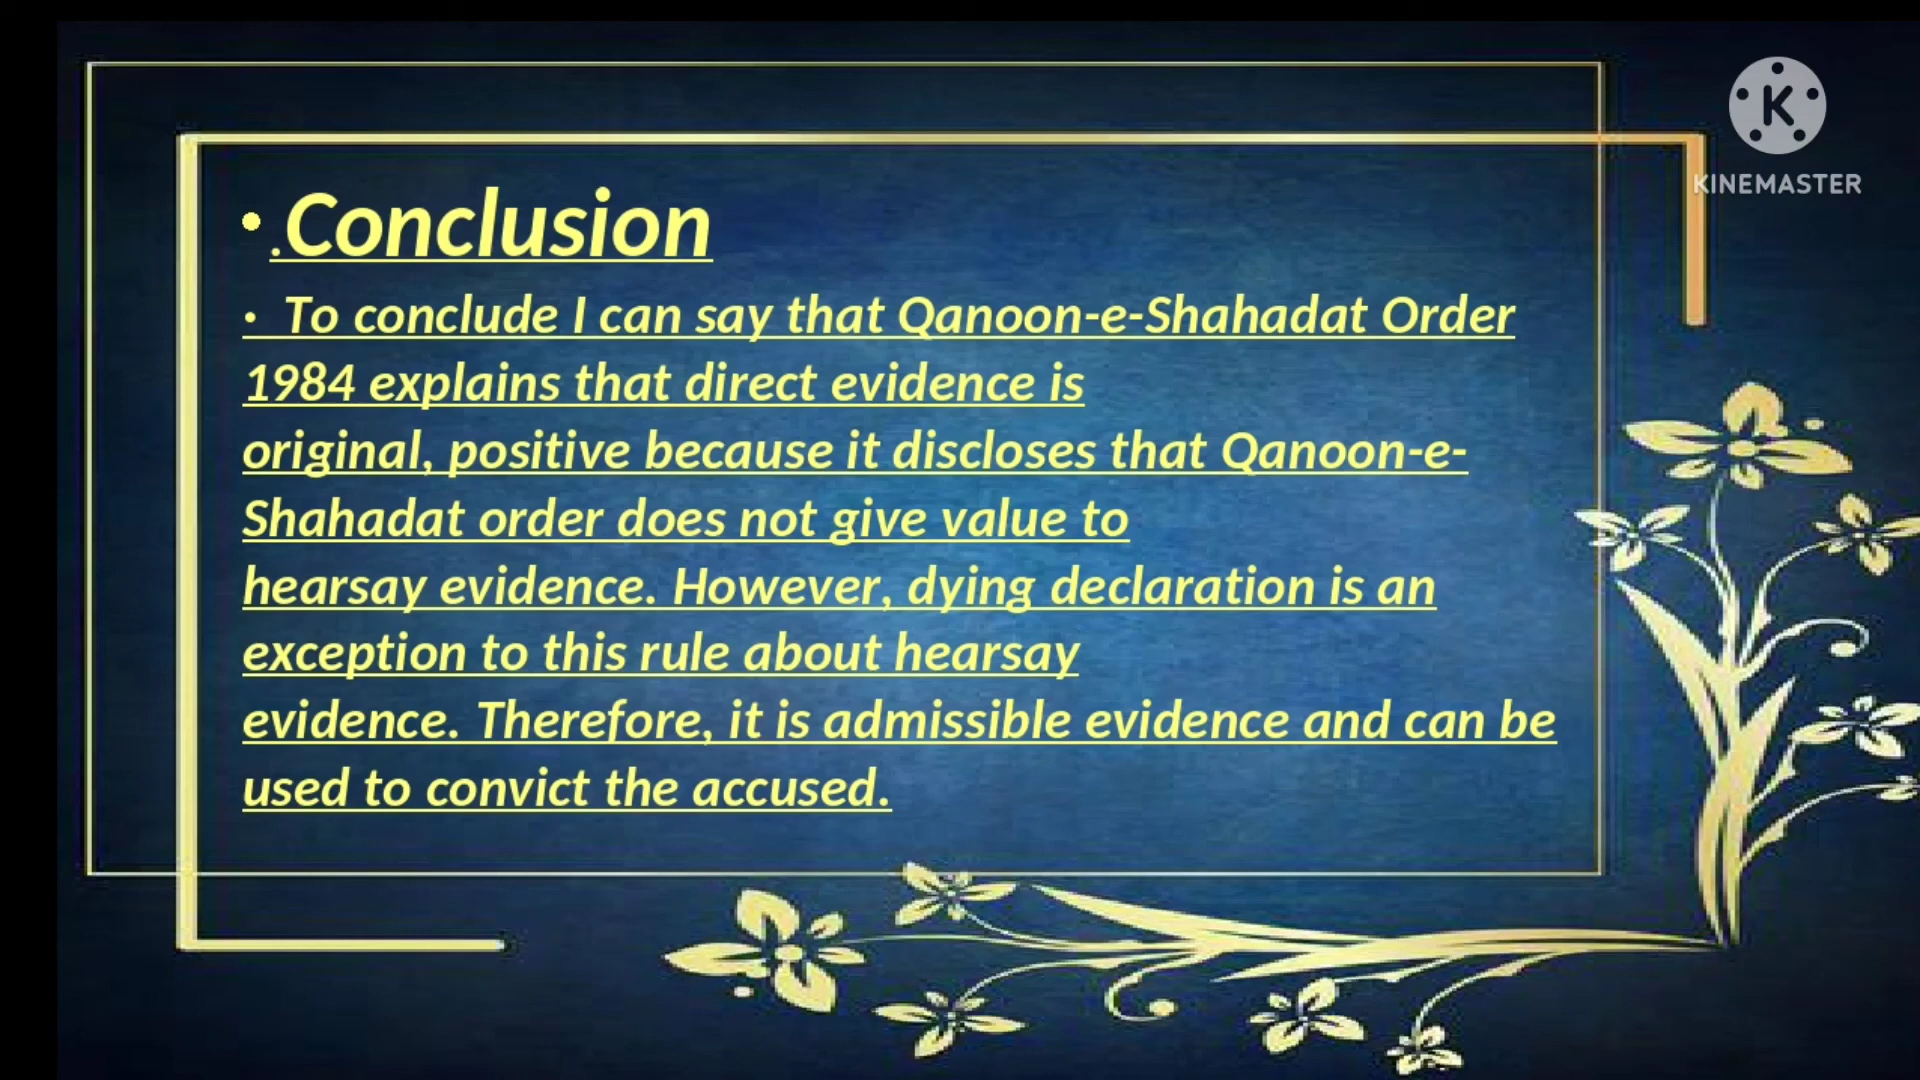 K
KINEMASTER
• .Conclusion
· To conclude I can say that Qanoon-e-Shahadat Order
1984 explains that direct evidence is
original, positive because it discloses that Qanoon-e-
Shahadat order does not give value to
hearsay evidence. However, dying declaration is an
exception to this rule about hearsay
evidence. Therefore, it is admissible evidence and can be
used to convict the accused.